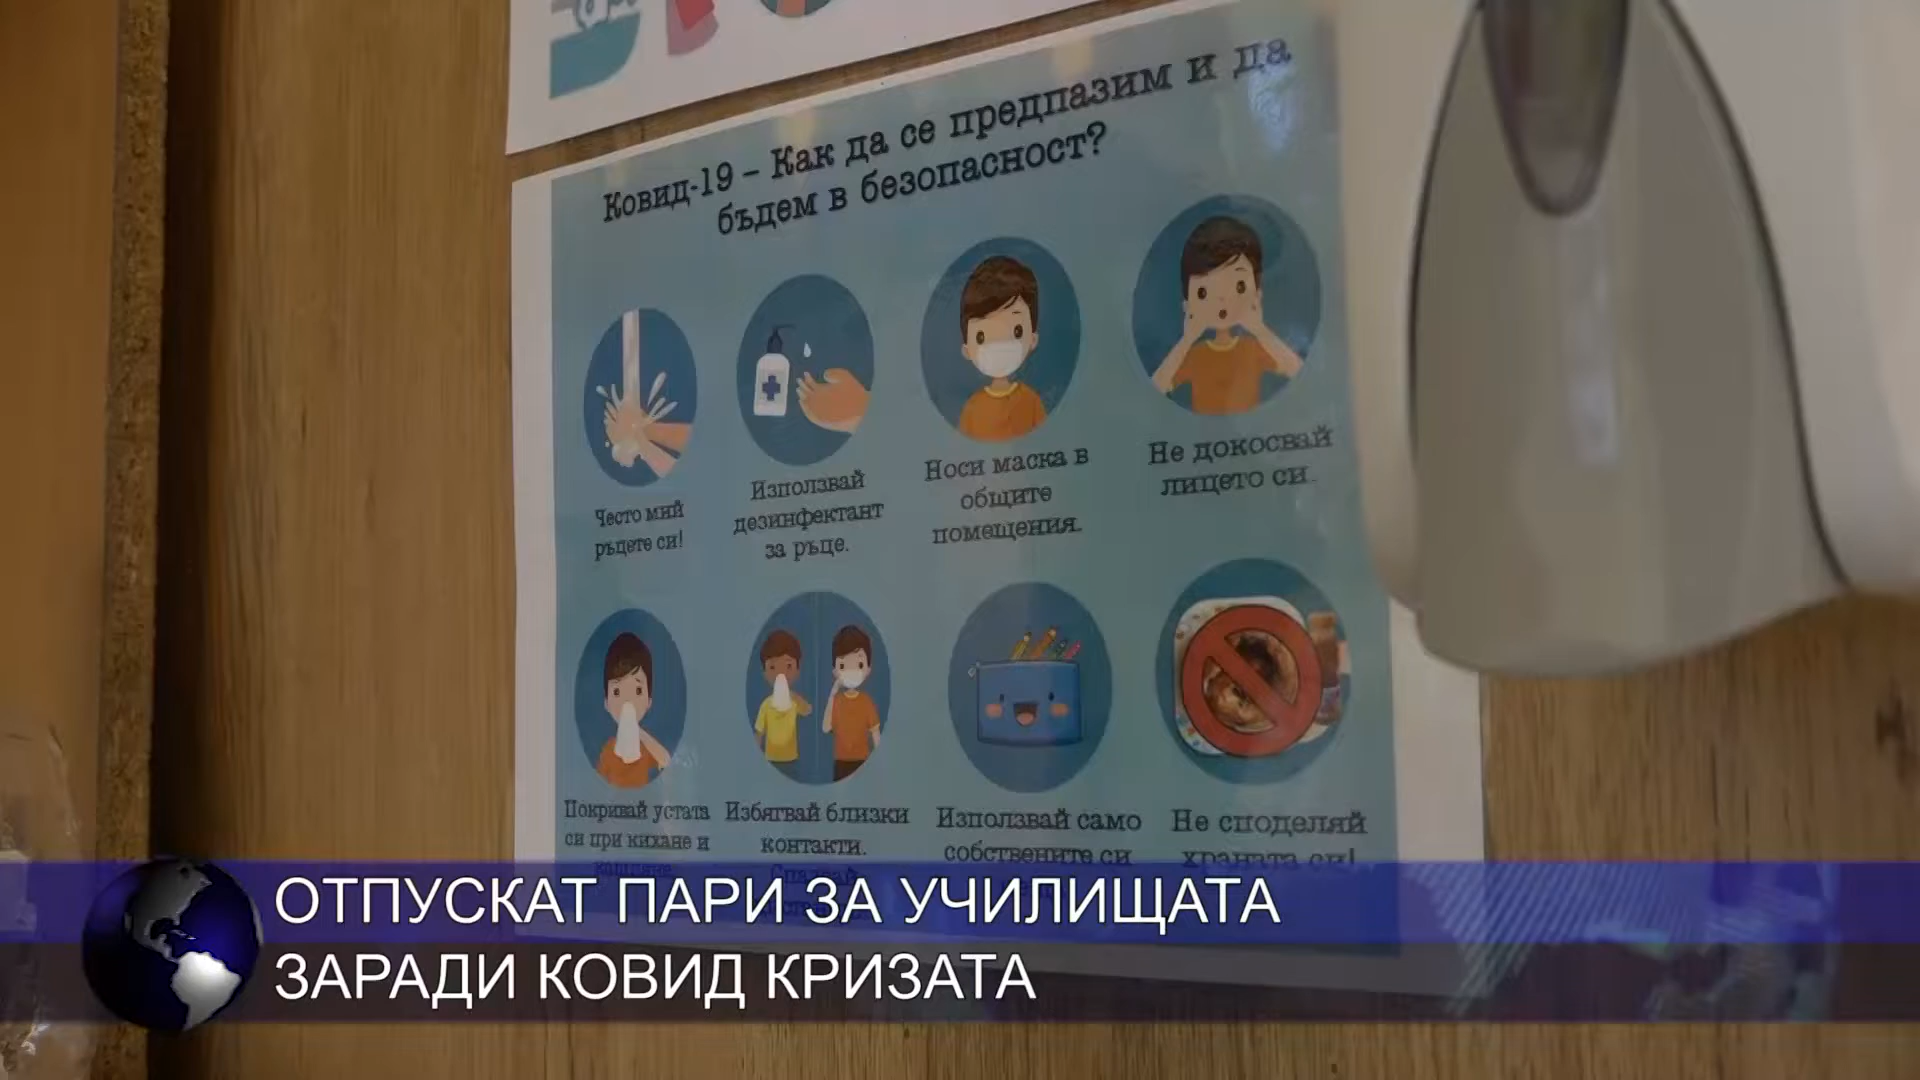 Ковид-19 – Как да се предпазим и да
бъдем в безопасност?
Често мий
ръцете си!
Използвай
дезинфектант
за ръце.
Носи маска в
общите
помещения.
Не докосвай
лицето си.
Покривай устата
си при кихане и
Избягвай близки
контакти.
Използвай само
собствените си
Не споделяй
храната си!
ОТПУСКАТ ПАРИ ЗА УЧИЛИЩАТА
ЗАРАДИ КОВИД КРИЗАТА